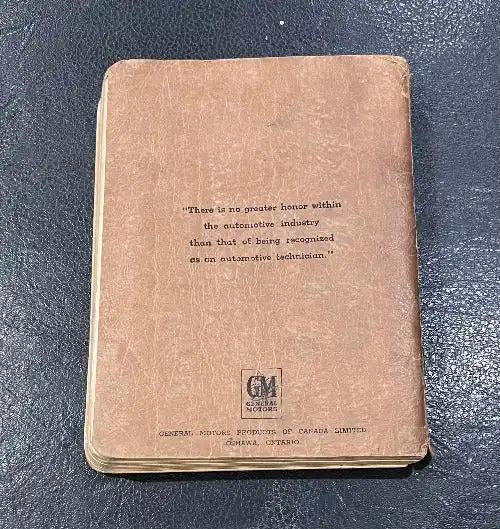 "There is no greater honor within
the automotive industry
than that of being recognized
as an automotive technician."
GM
GENERAL
MOTORS
GENERAL MOTORS PRODUCTS OF CANADA LIMITED
OSHAWA, ONTARIO